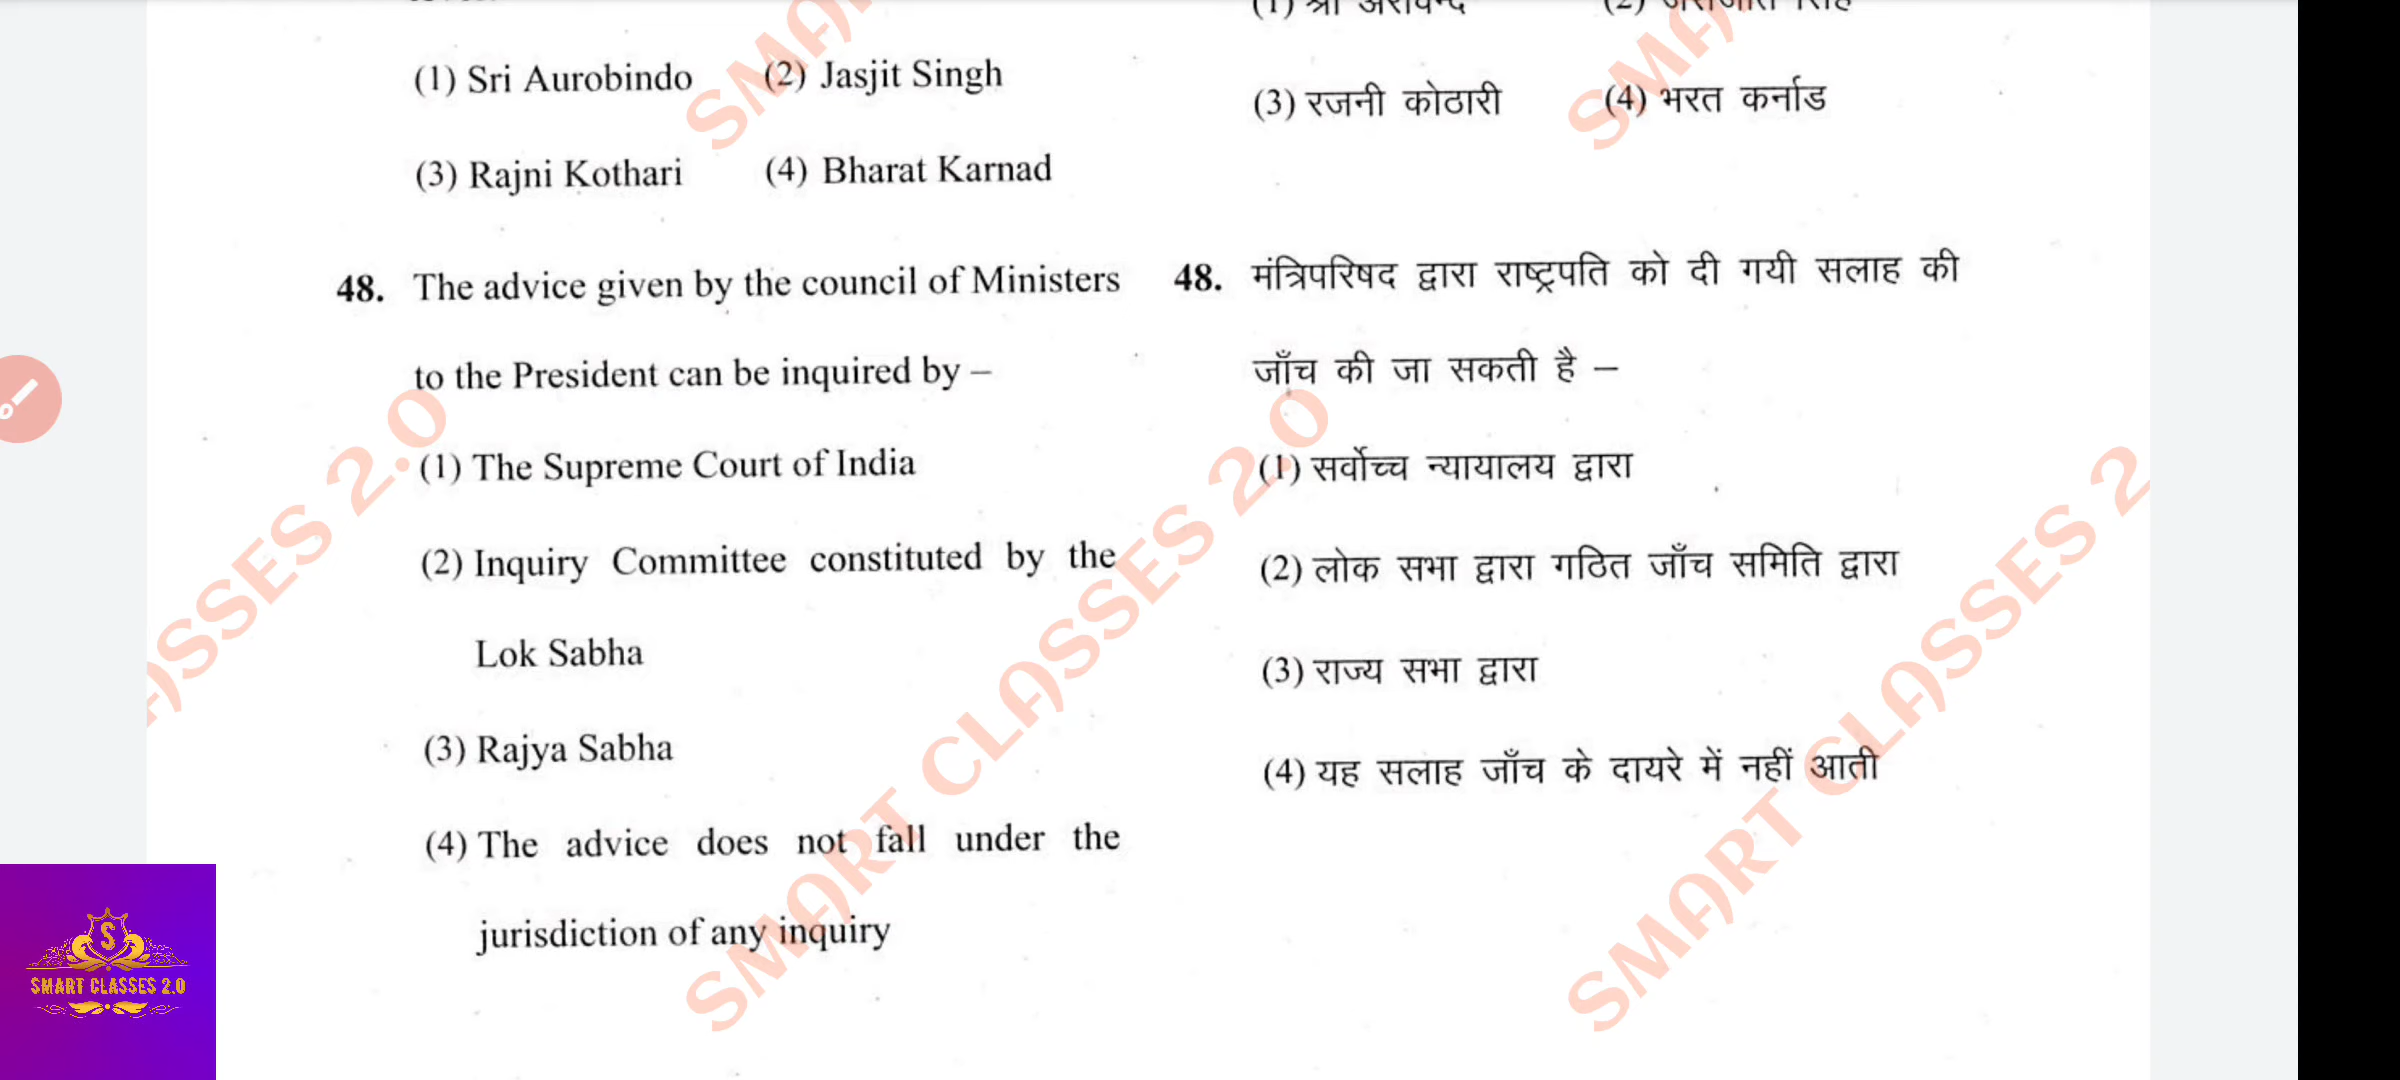 (1) Sri Aurobindo (2) Jasjit Singh
(3) Rajni Kothari (4) Bharat Karnad
48. The advice given by the council of Ministers
to the President can be inquired by –
(1) The Supreme Court of India
(2) Inquiry Committee constituted by the
Lok Sabha
(3) Rajya Sabha
(4) The advice does not fall under the
jurisdiction of any inquiry
(3) रजनी कोठारी (4) भरत कर्नाड
48. मंत्रिपरिषद द्वारा राष्ट्रपति को दी गयी सलाह की
जाँच की जा सकती है –
(1) सर्वोच्च न्यायालय द्वारा
(2) लोक सभा द्वारा गठित जाँच समिति द्वारा
(3) राज्य सभा द्वारा
(4) यह सलाह जाँच के दायरे में नहीं आती
SMA
SMA
ASSES 2.0
SMART CLASSES 2.0
SMART CLASSES 2
S
SMART CLASSES 2.0